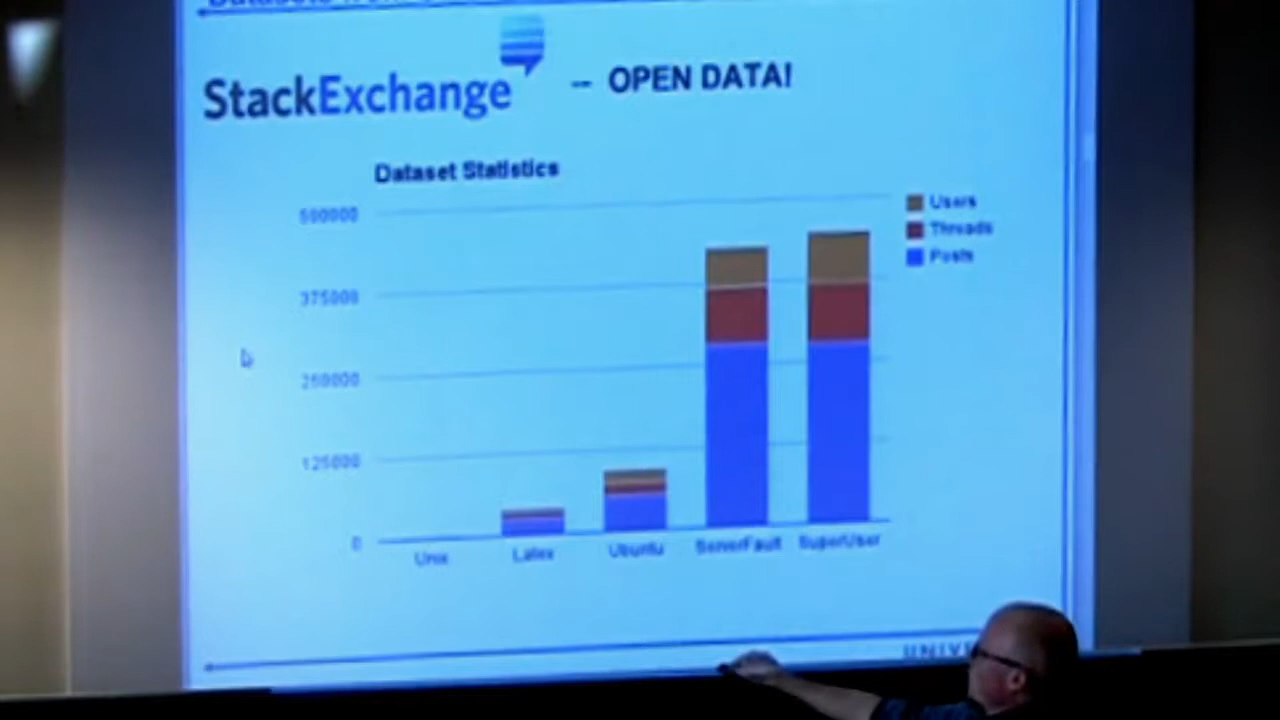 StackExchange -- OPEN DATA!
Dataset Statistics
500000
375000
250000
125000
0
Users
Threads
Posts
Unix
Latex
Ubuntu
ServerFault
SuperUser